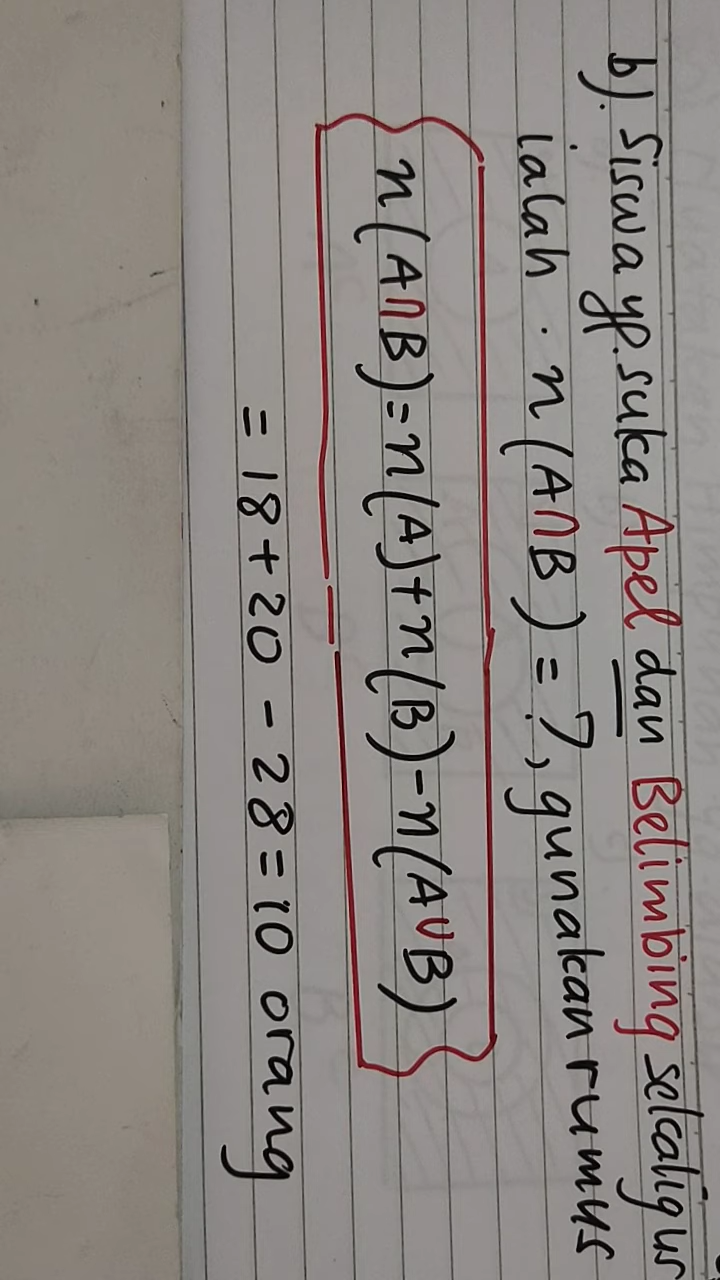 b). Siswa yg. suka Apel dan Belimbing sekaligus
ialah. n(A∩B) = ?, gunakan rumus
n(A∩B) = n(A) + n(B) - n(A∪B)
= 18 + 20 - 28 = 10 orang